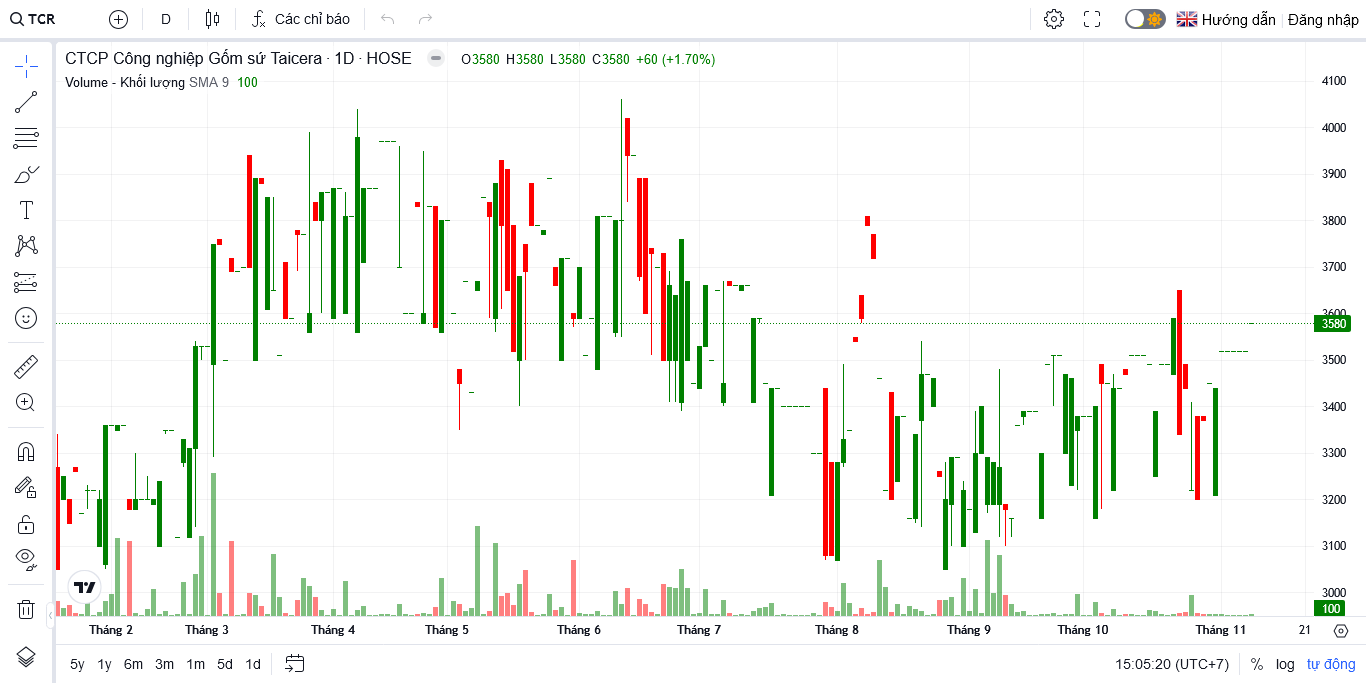 TCR D Các chỉ báo Hướng dẫn Đăng nhập
CTCP Công nghiệp Gốm sứ Taicera · 1D · HOSE O3580 H3580 L3580 C3580 +60 (+1.70%)
Volume - Khối lượng SMA 9 100
4100
4000
3900
3800
3700
3600
3580
3500
3400
3300
3200
3100
3000
100
Tháng 2 Tháng 3 Tháng 4 Tháng 5 Tháng 6 Tháng 7 Tháng 8 Tháng 9 Tháng 10 Tháng 11 21
5y 1y 6m 3m 1m 5d 1d 15:05:20 (UTC+7) % log tự động